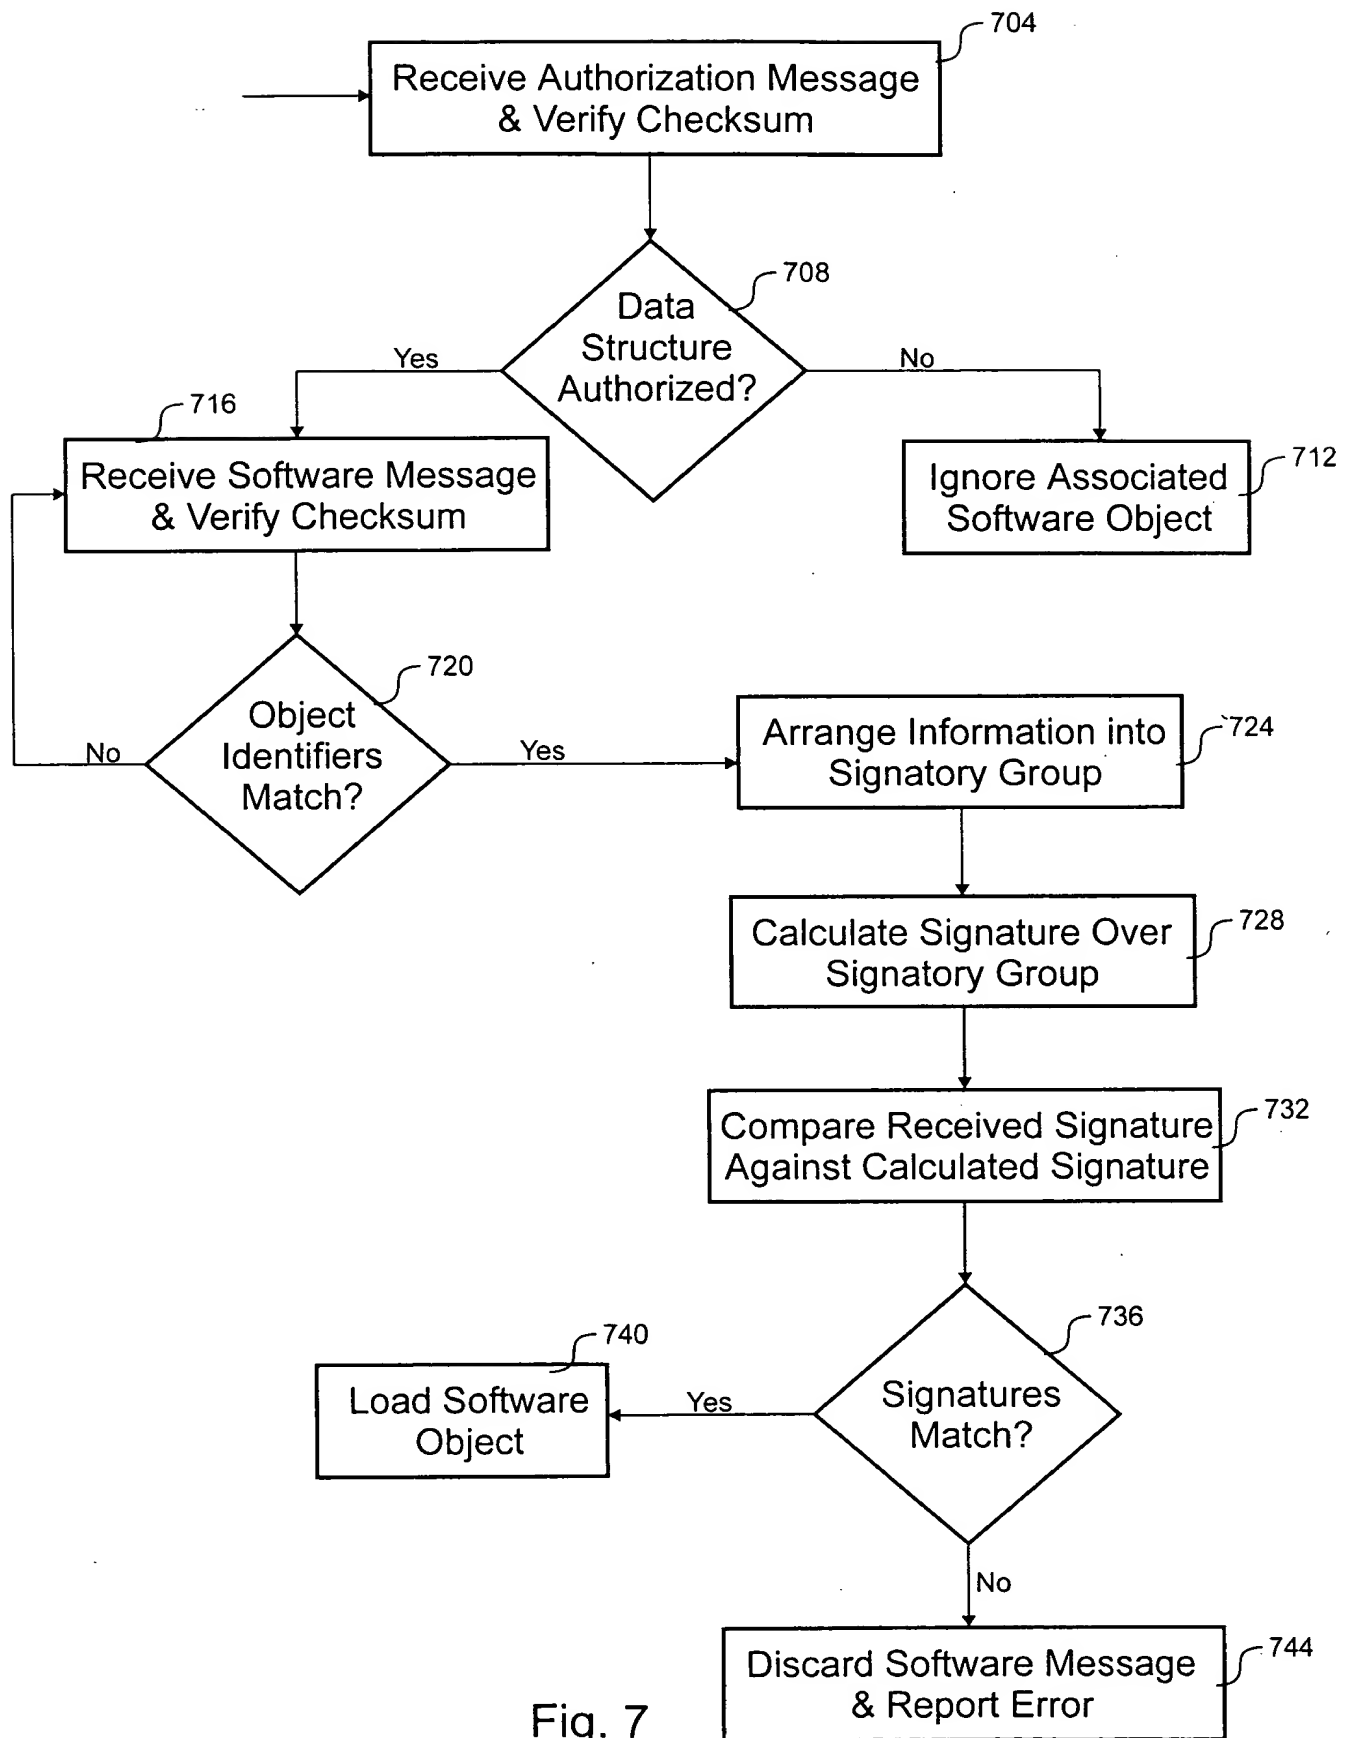 704
Receive Authorization Message
& Verify Checksum
708
Data
Structure
Authorized?
Yes
No
716
Receive Software Message
& Verify Checksum
712
Ignore Associated
Software Object
720
Object
Identifiers
Match?
No
Yes
724
Arrange Information into
Signatory Group
728
Calculate Signature Over
Signatory Group
732
Compare Received Signature
Against Calculated Signature
736
Signatures
Match?
740
Load Software
Object
Yes
No
744
Discard Software Message
& Report Error
Fig. 7